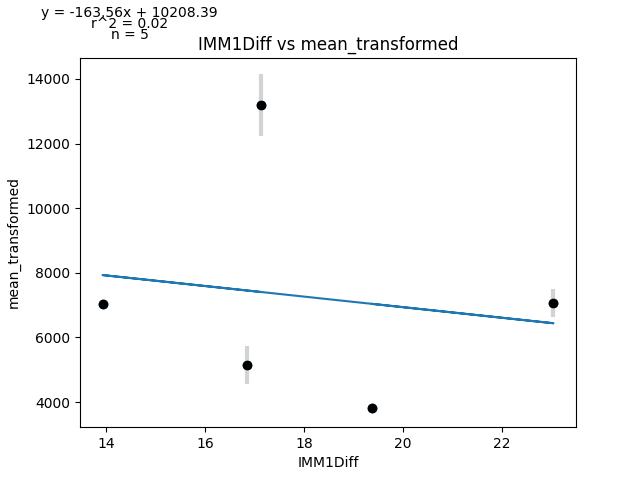 y = -163.56x + 10208.39
r^2 = 0.02
n = 5
IMM1Diff vs mean_transformed
14000
12000
10000
8000
6000
4000
mean_transformed
14 16 18 20 22
IMM1Diff